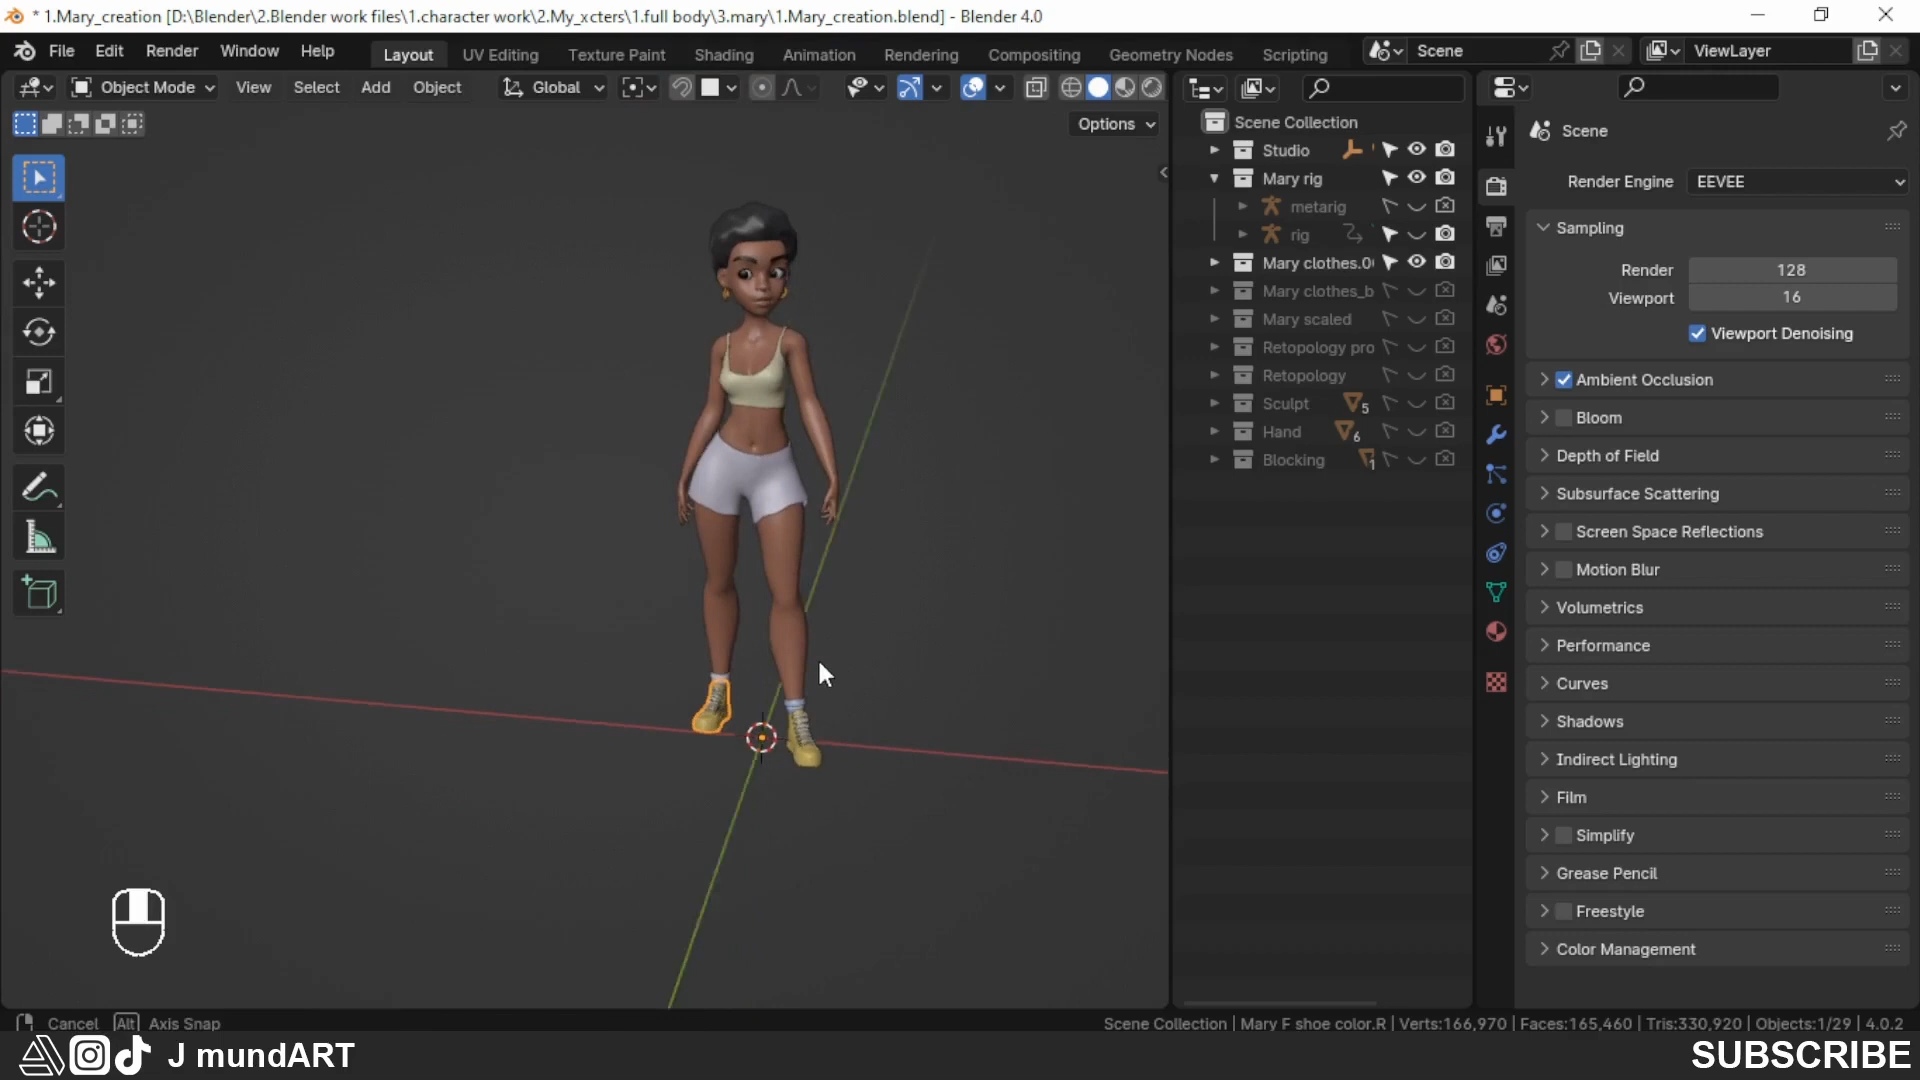 * 1.Mary_creation [D:\Blender\2.Blender work files\1.character work\2.My_xcters\1.full body\3.mary\1.Mary_creation.blend] - Blender 4.0
File Edit Render Window Help Layout UV Editing Texture Paint Shading Animation Rendering Compositing Geometry Nodes Scripting Scene ViewLayer
Object Mode View Select Add Object Global
Options
Scene Collection
Studio
Mary rig
metarig
rig
Mary clothes.0
Mary clothes_b
Mary scaled
Retopology pro
Retopology
Sculpt 5
Hand 6
Blocking 1
Scene
Render Engine EEVEE
Sampling
Render 128
Viewport 16
Viewport Denoising
Ambient Occlusion
Bloom
Depth of Field
Subsurface Scattering
Screen Space Reflections
Motion Blur
Volumetrics
Performance
Curves
Shadows
Indirect Lighting
Film
Simplify
Grease Pencil
Freestyle
Color Management
Cancel Alt Axis Snap
Scene Collection | Mary F shoe color.R | Verts:166,970 | Faces:165,460 | Tris:330,920 | Objects:1/29 | 4.0.2
J mundART
SUBSCRIBE